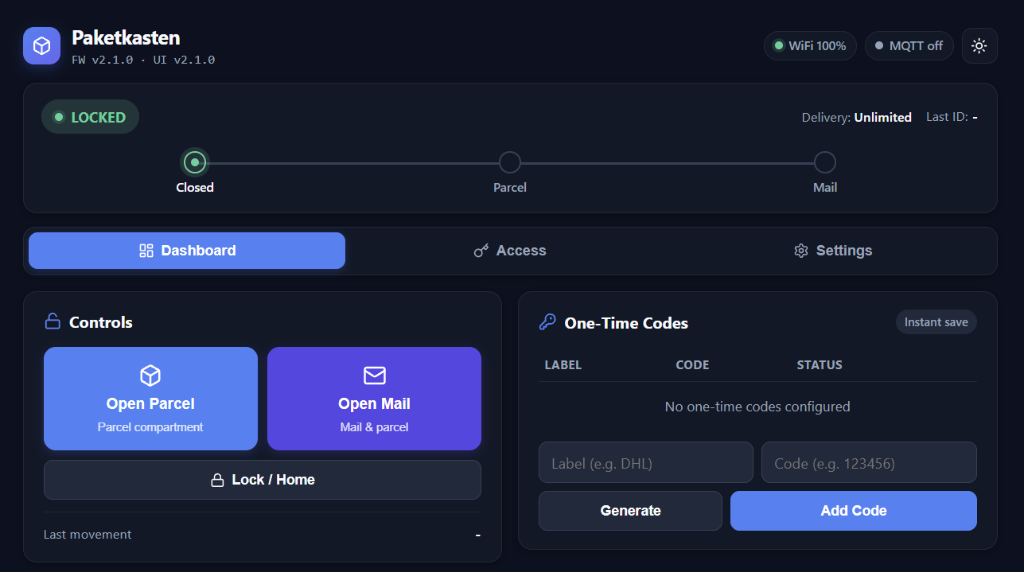 Paketkasten
FW v2.1.0 · UI v2.1.0
WiFi 100%
MQTT off
LOCKED
Delivery: Unlimited
Last ID: -
Closed
Parcel
Mail
Dashboard
Access
Settings
Controls
Open Parcel
Parcel compartment
Open Mail
Mail & parcel
Lock / Home
Last movement
-
One-Time Codes
Instant save
LABEL
CODE
STATUS
No one-time codes configured
Label (e.g. DHL)
Code (e.g. 123456)
Generate
Add Code